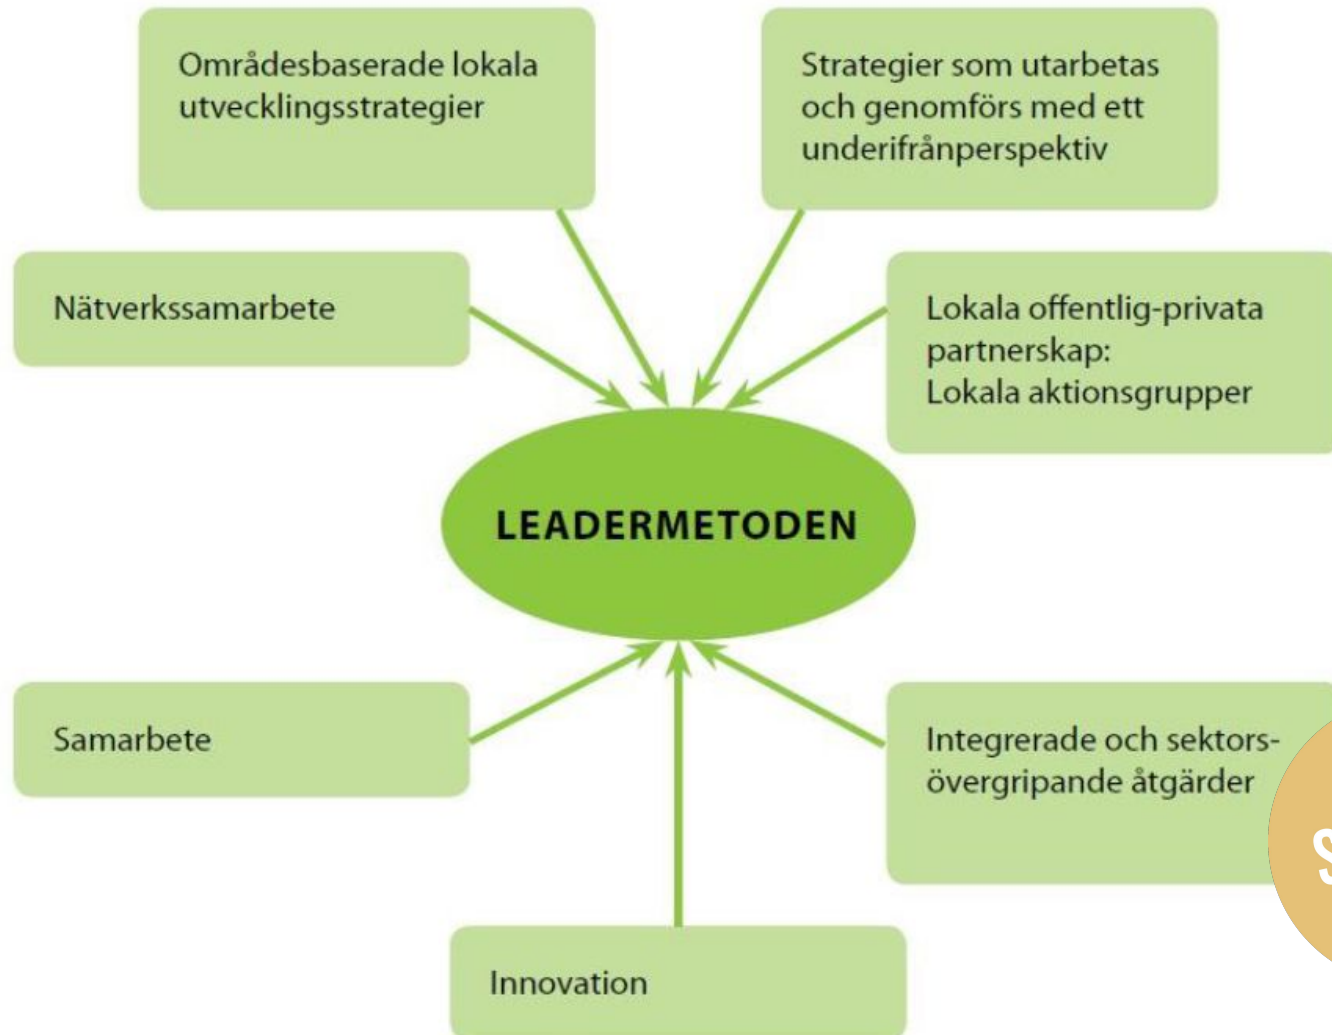 Områdesbaserade lokala
utvecklingsstrategier
Strategier som utarbetas
och genomförs med ett
underifrånperspektiv
Nätverkssamarbete
Lokala offentlig-privata
partnerskap:
Lokala aktionsgrupper
LEADERMETODEN
Samarbete
Integrerade och sektors-
övergripande åtgärder
Innovation